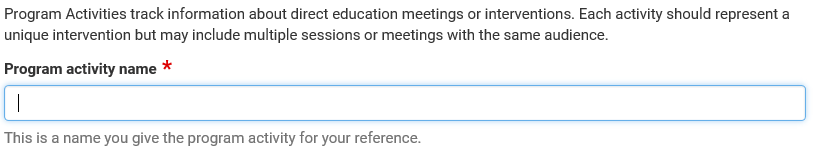 Program Activities track information about direct education meetings or interventions. Each activity should represent a
unique intervention but may include multiple sessions or meetings with the same audience.
Program activity name *
This is a name you give the program activity for your reference.